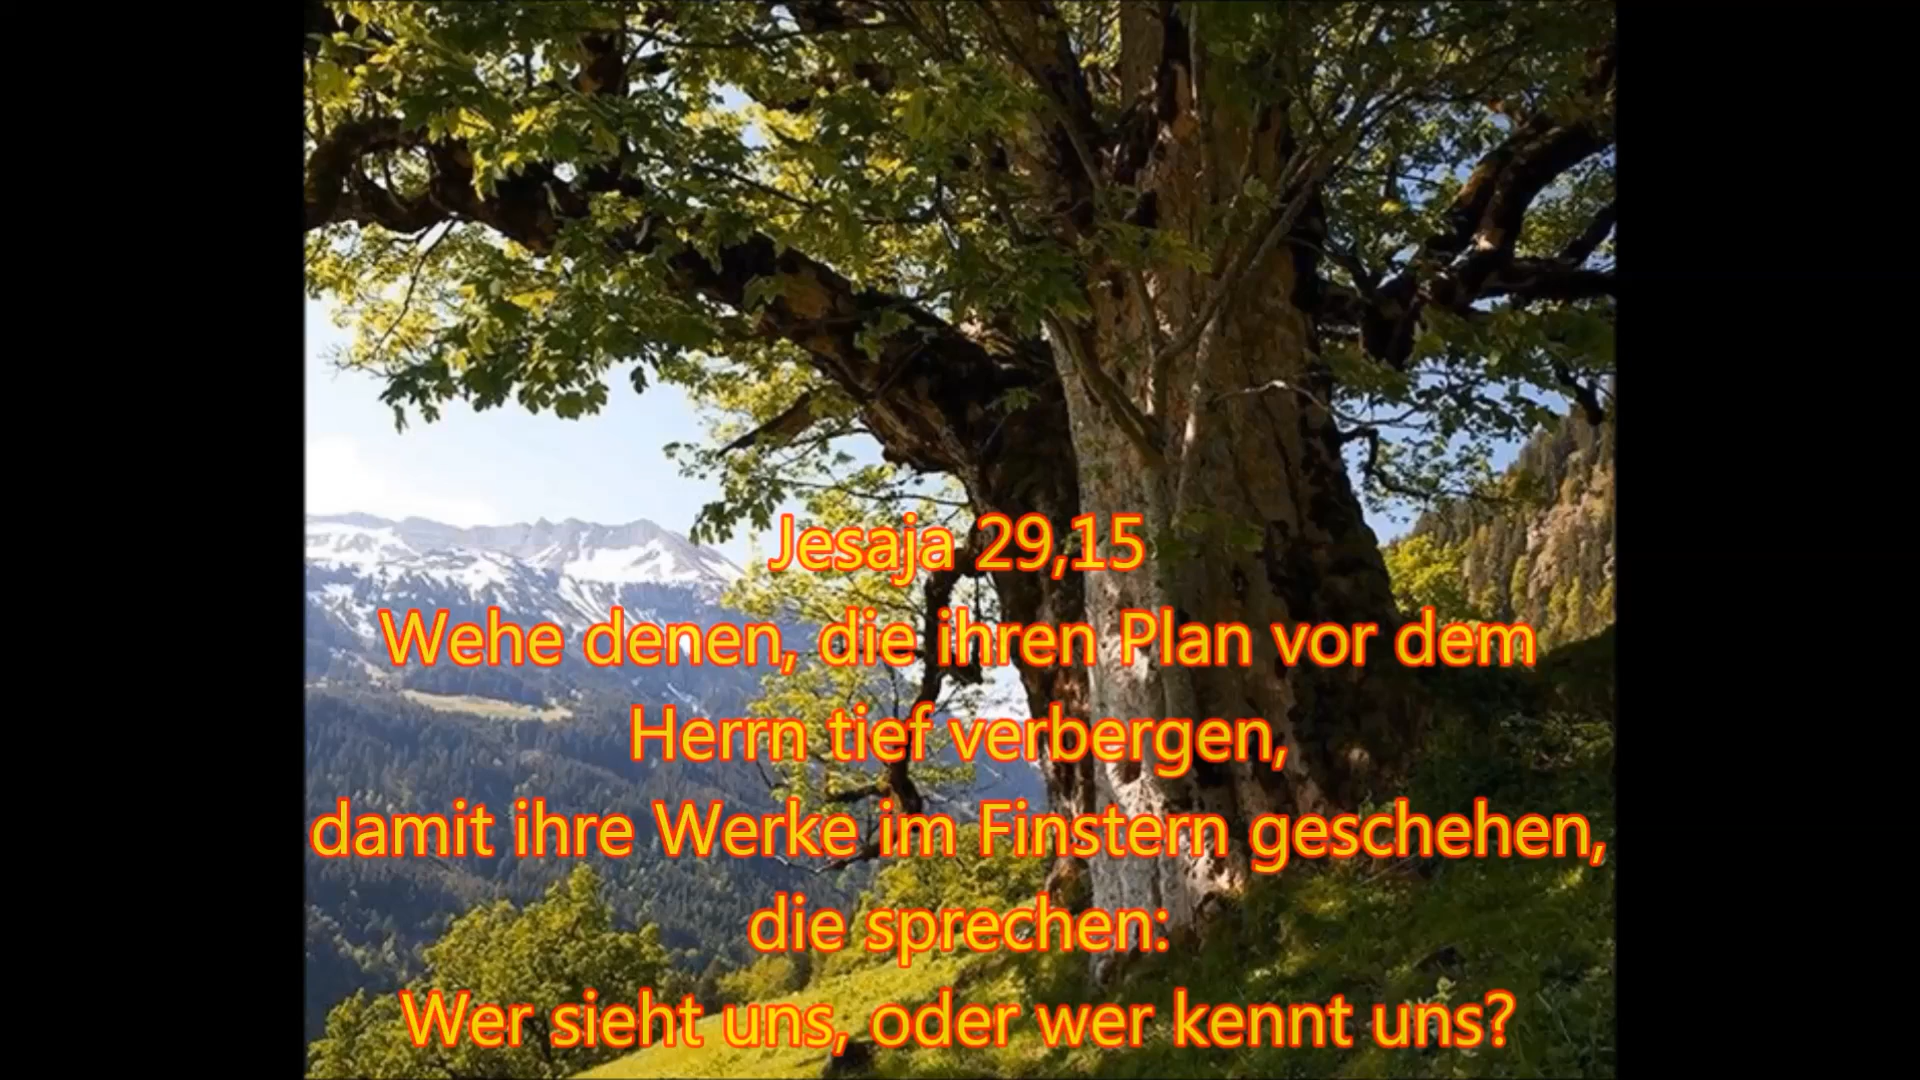 Jesaja 29,15
Wehe denen, die ihren Plan vor dem
Herrn tief verbergen,
damit ihre Werke im Finstern geschehen,
die sprechen:
Wer sieht uns, oder wer kennt uns?